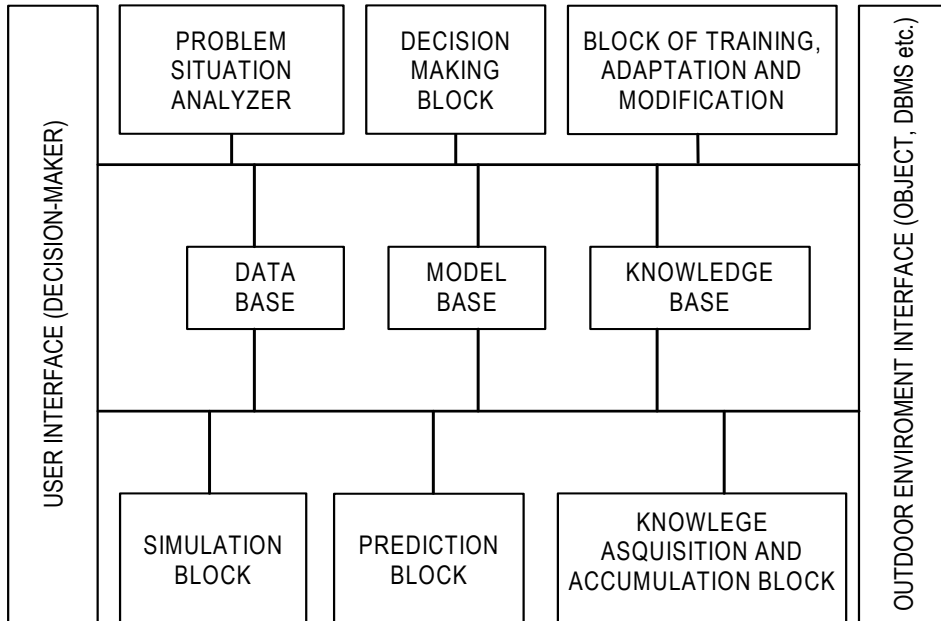 USER INTERFACE (DECISION-MAKER)
PROBLEM
SITUATION
ANALYZER
DECISION
MAKING
BLOCK
BLOCK OF TRAINING,
ADAPTATION AND
MODIFICATION
DATA
BASE
MODEL
BASE
KNOWLEDGE
BASE
SIMULATION
BLOCK
PREDICTION
BLOCK
KNOWLEGE
ASQUISITION AND
ACCUMULATION BLOCK
OUTDOOR ENVIROMENT INTERFACE (OBJECT, DBMS etc.)